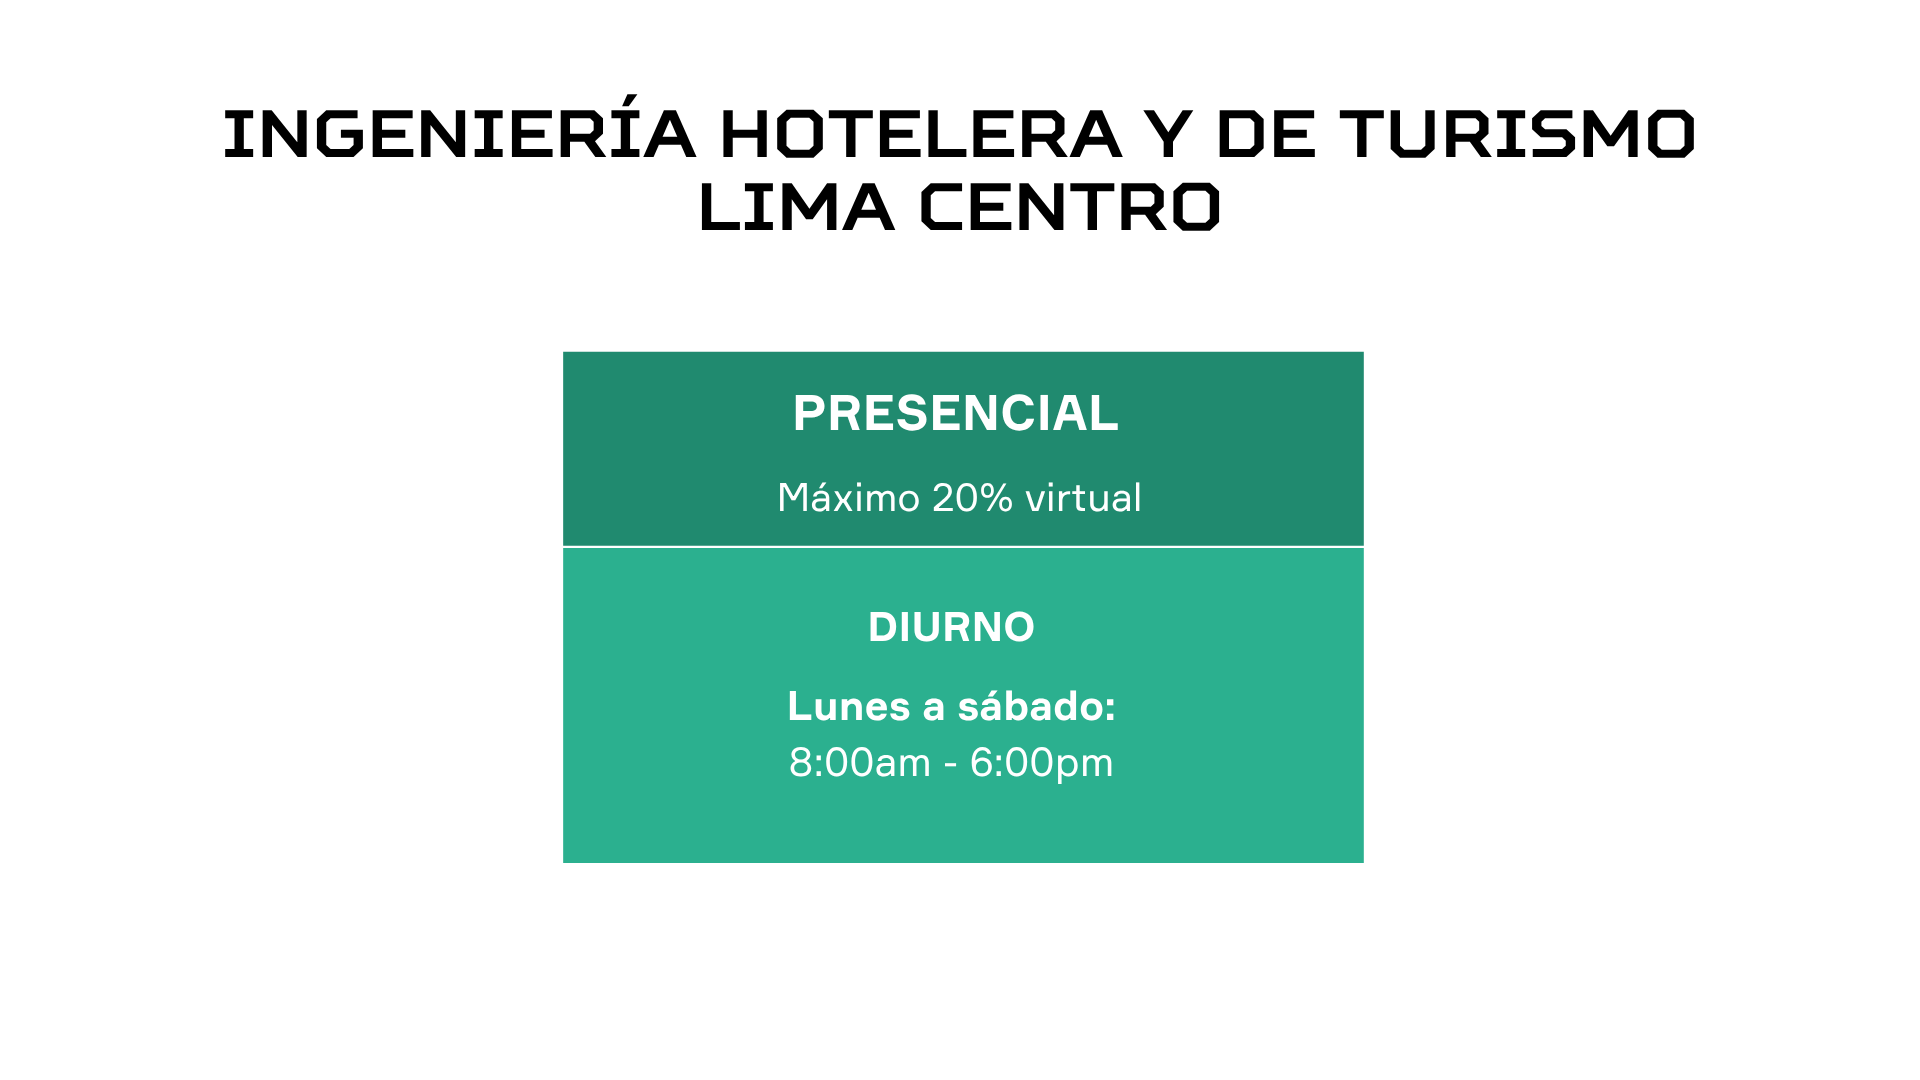 INGENIERÍA HOTELERA Y DE TURISMO
LIMA CENTRO
PRESENCIAL
Máximo 20% virtual
DIURNO
Lunes a sábado:
8:00am - 6:00pm